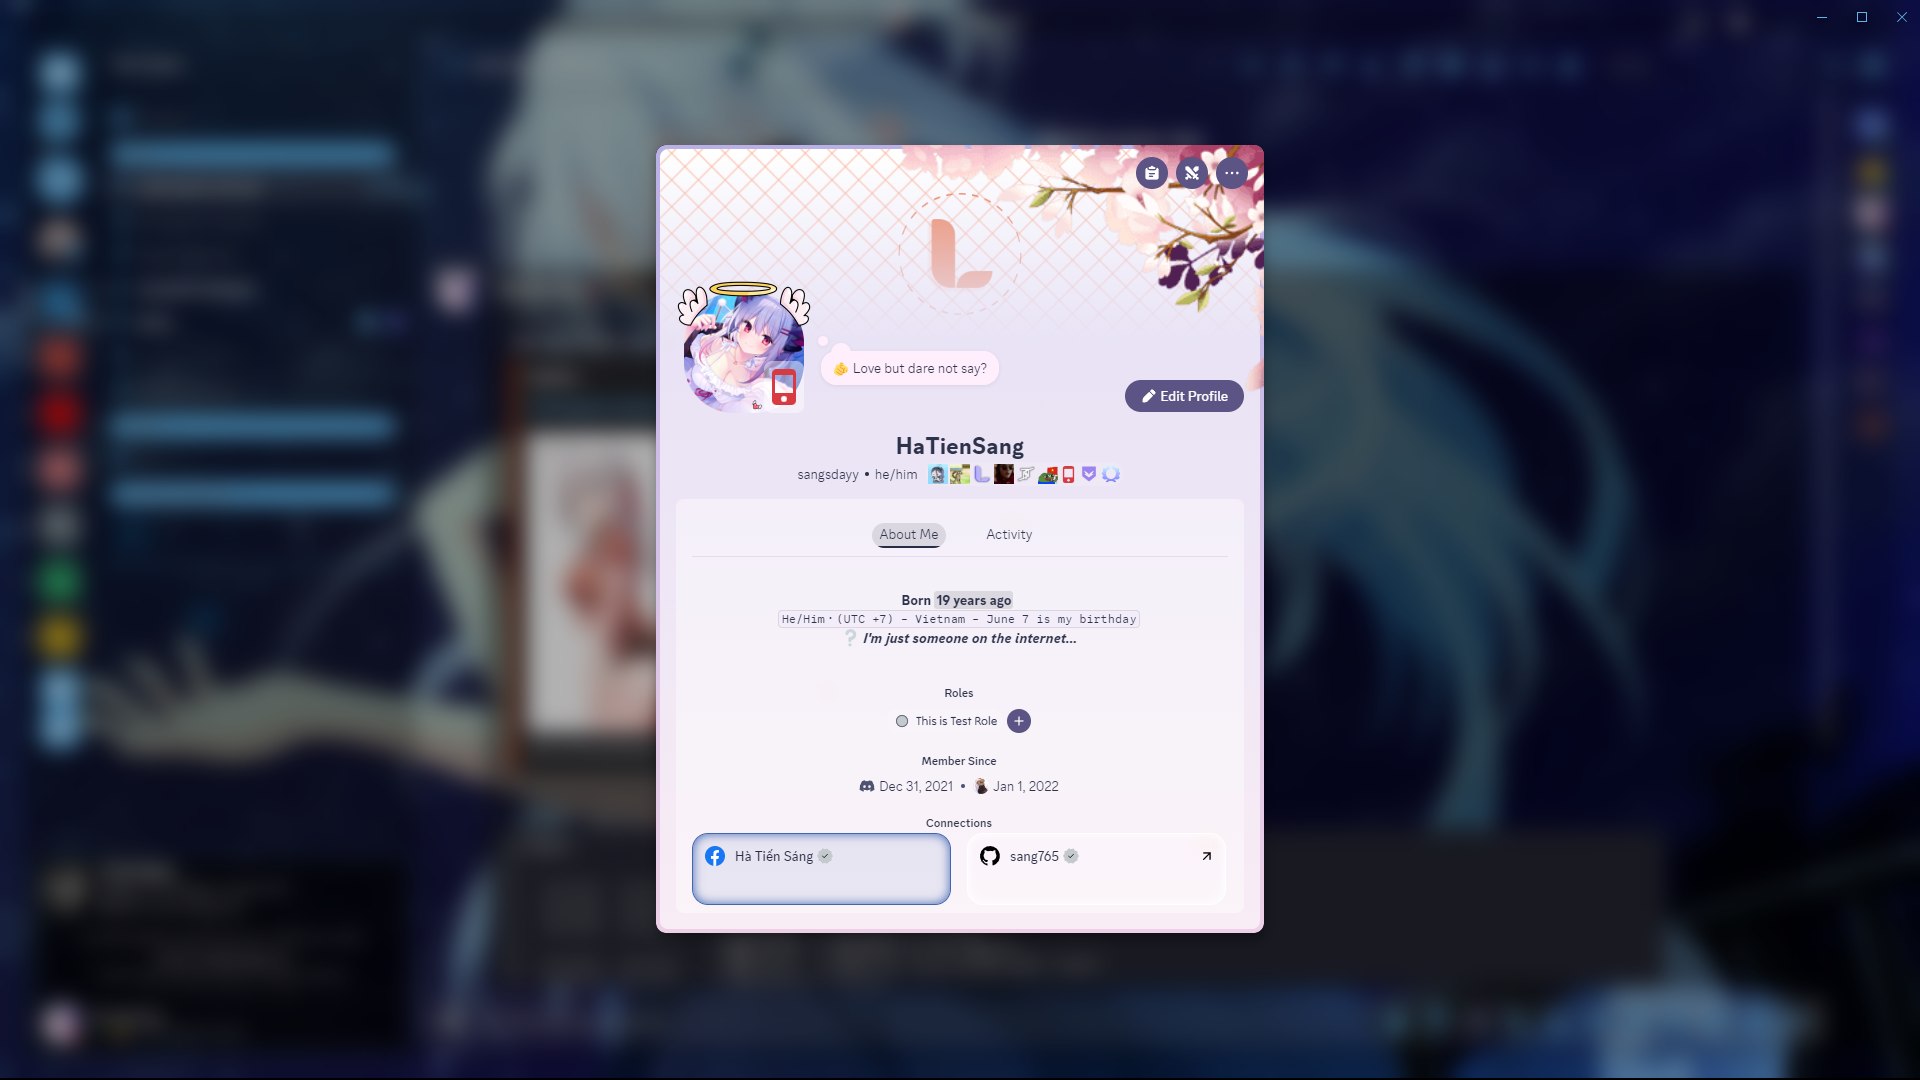 Love but dare not say?
Edit Profile
HaTienSang
sangsdayy • he/him
About Me
Activity
Born 19 years ago
He/Him・(UTC +7) - Vietnam - June 7 is my birthday
❔ I'm just someone on the internet...
Roles
This is Test Role
Member Since
Dec 31, 2021 • Jan 1, 2022
Connections
Hà Tiến Sáng
sang765